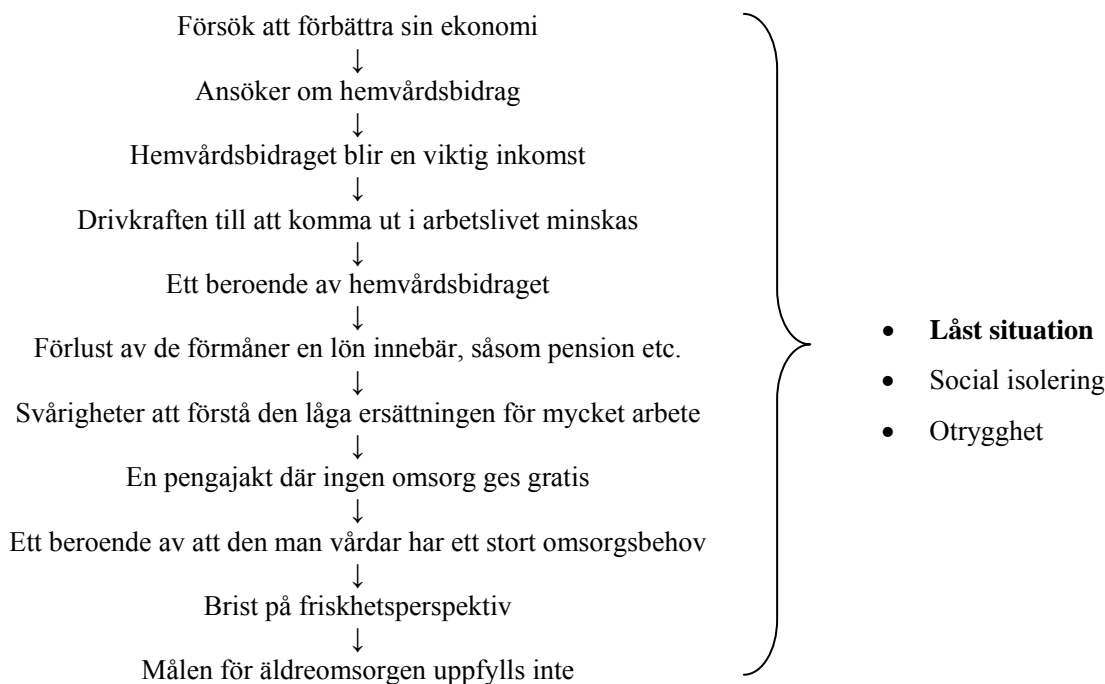 Försök att förbättra sin ekonomi
↓
Ansöker om hemvårdsbidrag
↓
Hemvårdsbidraget blir en viktig inkomst
↓
Drivkraften till att komma ut i arbetslivet minskas
↓
Ett beroende av hemvårdsbidraget
↓
Förlust av de förmåner en lön innebär, såsom pension etc.
↓
Svårigheter att förstå den låga ersättningen för mycket arbete
↓
En pengajakt där ingen omsorg ges gratis
↓
Ett beroende av att den man vårdar har ett stort omsorgsbehov
↓
Brist på friskhetsperspektiv
↓
Målen för äldreomsorgen uppfylls inte
• Låst situation
• Social isolering
• Otrygghet